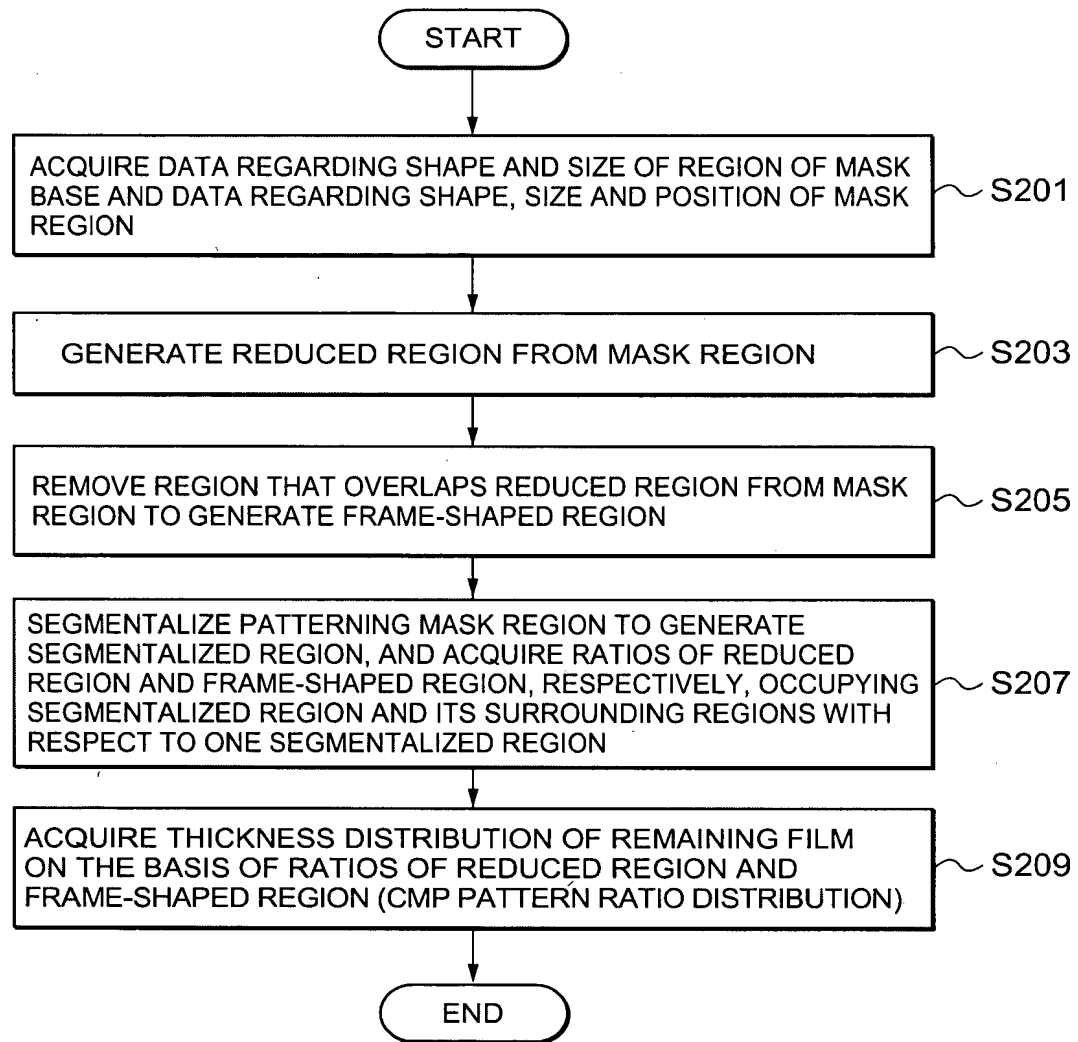 START
ACQUIRE DATA REGARDING SHAPE AND SIZE OF REGION OF MASK
BASE AND DATA REGARDING SHAPE, SIZE AND POSITION OF MASK
REGION
S201
GENERATE REDUCED REGION FROM MASK REGION
S203
REMOVE REGION THAT OVERLAPS REDUCED REGION FROM MASK
REGION TO GENERATE FRAME-SHAPED REGION
S205
SEGMENTALIZE PATTERNING MASK REGION TO GENERATE
SEGMENTALIZED REGION, AND ACQUIRE RATIOS OF REDUCED
REGION AND FRAME-SHAPED REGION, RESPECTIVELY, OCCUPYING
SEGMENTALIZED REGION AND ITS SURROUNDING REGIONS WITH
RESPECT TO ONE SEGMENTALIZED REGION
S207
ACQUIRE THICKNESS DISTRIBUTION OF REMAINING FILM
ON THE BASIS OF RATIOS OF REDUCED REGION AND
FRAME-SHAPED REGION (CMP PATTERN RATIO DISTRIBUTION)
S209
END